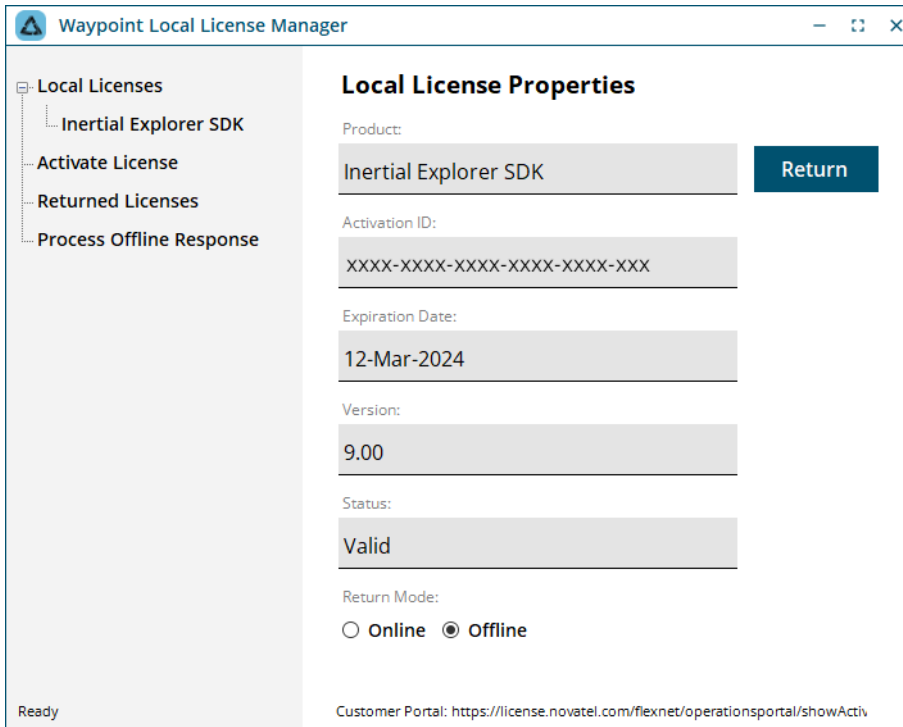 Waypoint Local License Manager
Local Licenses
Inertial Explorer SDK
Activate License
Returned Licenses
Process Offline Response
Local License Properties
Product:
Inertial Explorer SDK
Return
Activation ID:
XXXX-XXXX-XXXX-XXXX-XXXX-XXX
Expiration Date:
12-Mar-2024
Version:
9.00
Status:
Valid
Return Mode:
Online Offline
Ready
Customer Portal: https://license.novatel.com/flexnet/operationsportal/showActiv